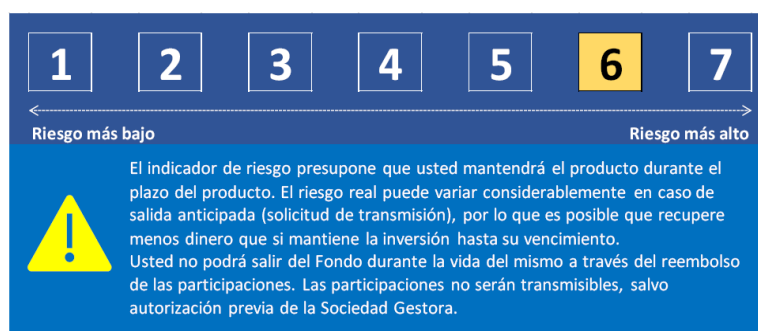 1 2 3 4 5 6 7
Riesgo más bajo Riesgo más alto
El indicador de riesgo presupone que usted mantendrá el producto durante el
plazo del producto. El riesgo real puede variar considerablemente en caso de
salida anticipada (solicitud de transmisión), por lo que es posible que recupere
menos dinero que si mantiene la inversión hasta su vencimiento.
Usted no podrá salir del Fondo durante la vida del mismo a través del reembolso
de las participaciones. Las participaciones no serán transmisibles, salvo
autorización previa de la Sociedad Gestora.